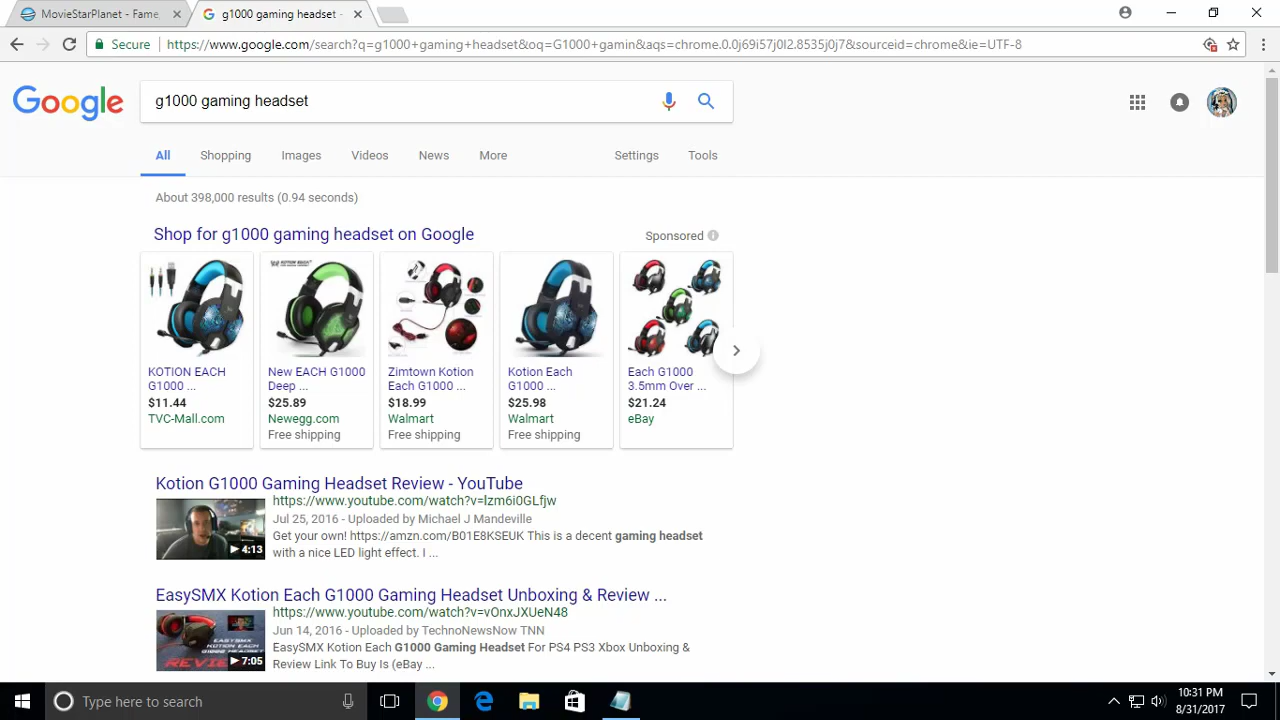 MovieStarPlanet - Fame,
g1000 gaming headset -
Secure
https://www.google.com/search?q=g1000+gaming+headset&oq=G1000+gamin&aqs=chrome.0.0j69i57j0l2.8535j0j7&sourceid=chrome&ie=UTF-8
Google
g1000 gaming headset
All Shopping Images Videos News More Settings Tools
About 398,000 results (0.94 seconds)
Shop for g1000 gaming headset on Google
Sponsored
KOTION EACH
G1000 ...
$11.44
TVC-Mall.com
New EACH G1000
Deep ...
$25.89
Newegg.com
Free shipping
Zimtown Kotion
Each G1000 ...
$18.99
Walmart
Free shipping
Kotion Each
G1000 ...
$25.98
Walmart
Free shipping
Each G1000
3.5mm Over ...
$21.24
eBay
Kotion G1000 Gaming Headset Review - YouTube
https://www.youtube.com/watch?v=lzm6i0GLfjw
Jul 25, 2016 - Uploaded by Michael J Mandeville
Get your own! https://amzn.com/B01E8KSEUK This is a decent gaming headset
with a nice LED light effect. I ...
4:13
EasySMX Kotion Each G1000 Gaming Headset Unboxing & Review ...
https://www.youtube.com/watch?v=vOnxJXUeN48
Jun 14, 2016 - Uploaded by TechnoNewsNow TNN
EasySMX Kotion Each G1000 Gaming Headset For PS4 PS3 Xbox Unboxing &
Review Link To Buy Is (eBay ...
EASYSMX
KOTION EACH
G1000 HEADSET
REVIEW
7:05
Type here to search
10:31 PM
8/31/2017